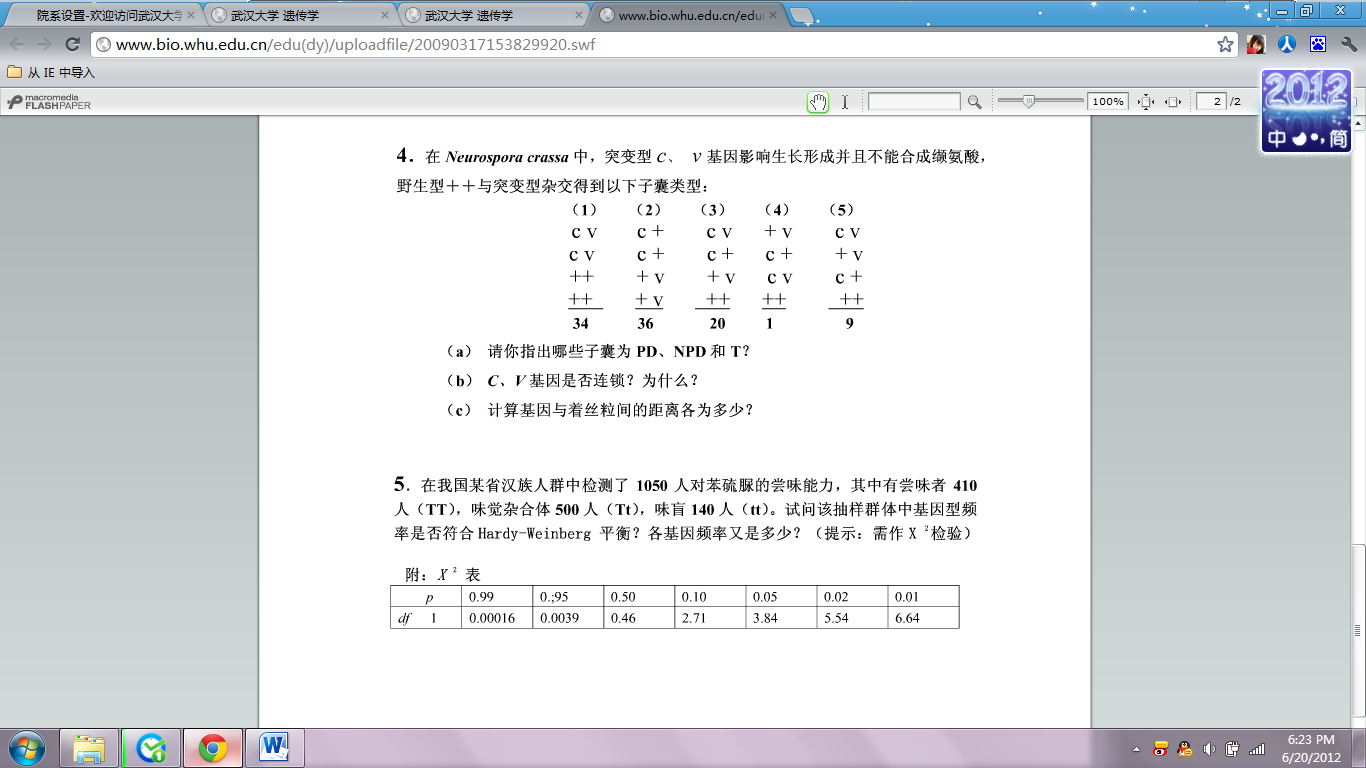 院系设置-欢迎访问武汉大学
武汉大学 遗传学
武汉大学 遗传学
www.bio.whu.edu.cn/edu
www.bio.whu.edu.cn/edu(dy)/uploadfile/20090317153829920.swf
从 IE 中导入
macromedia
FLASHPAPER
100%
2 /2
2012
中 简
4. 在 Neurospora crassa 中，突变型 c、 v 基因影响生长形成并且不能合成缬氨酸，
野生型＋＋与突变型杂交得到以下子囊类型：
（1） （2） （3） （4） （5）
c v c + c v + v c v
c v c + c + c + + v
++ + v + v c v c +
++ + v ++ ++ ++
34 36 20 1 9
（a） 请你指出哪些子囊为 PD、NPD 和 T？
（b） C、V 基因是否连锁？为什么？
（c） 计算基因与着丝粒间的距离各为多少？
5. 在我国某省汉族人群中检测了 1050 人对苯硫脲的尝味能力，其中有尝味者 410
人（TT），味觉杂合体 500 人（Tt），味盲 140 人（tt）。试问该抽样群体中基因型频
率是否符合 Hardy-Weinberg 平衡？各基因频率又是多少？（提示：需作 X ² 检验）
附：X ² 表
p 0.99 0.;95 0.50 0.10 0.05 0.02 0.01
df 1 0.00016 0.0039 0.46 2.71 3.84 5.54 6.64
6:23 PM
6/20/2012